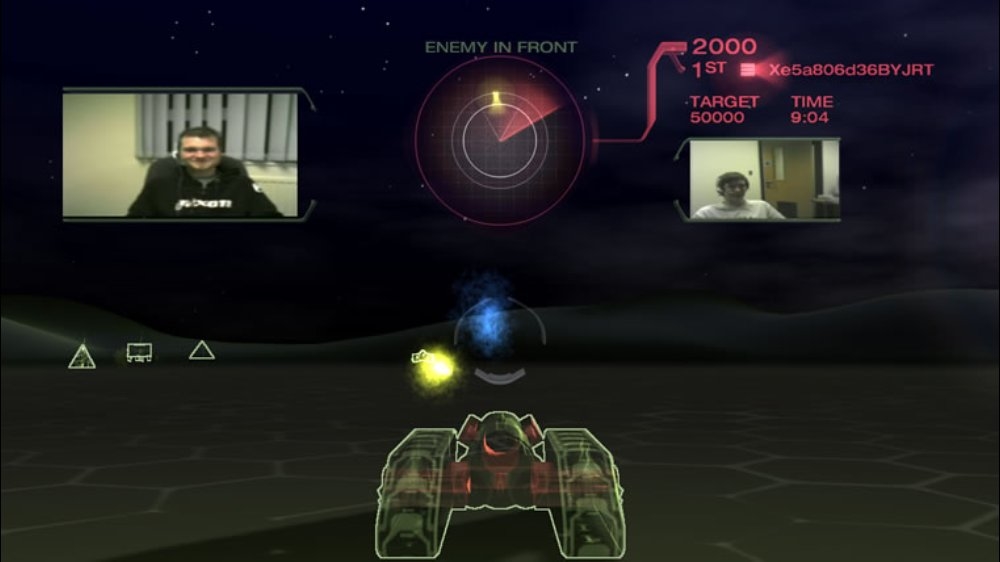 ENEMY IN FRONT
2000
1ST Xe5a806d36BYJRT
TARGET TIME
50000 9:04